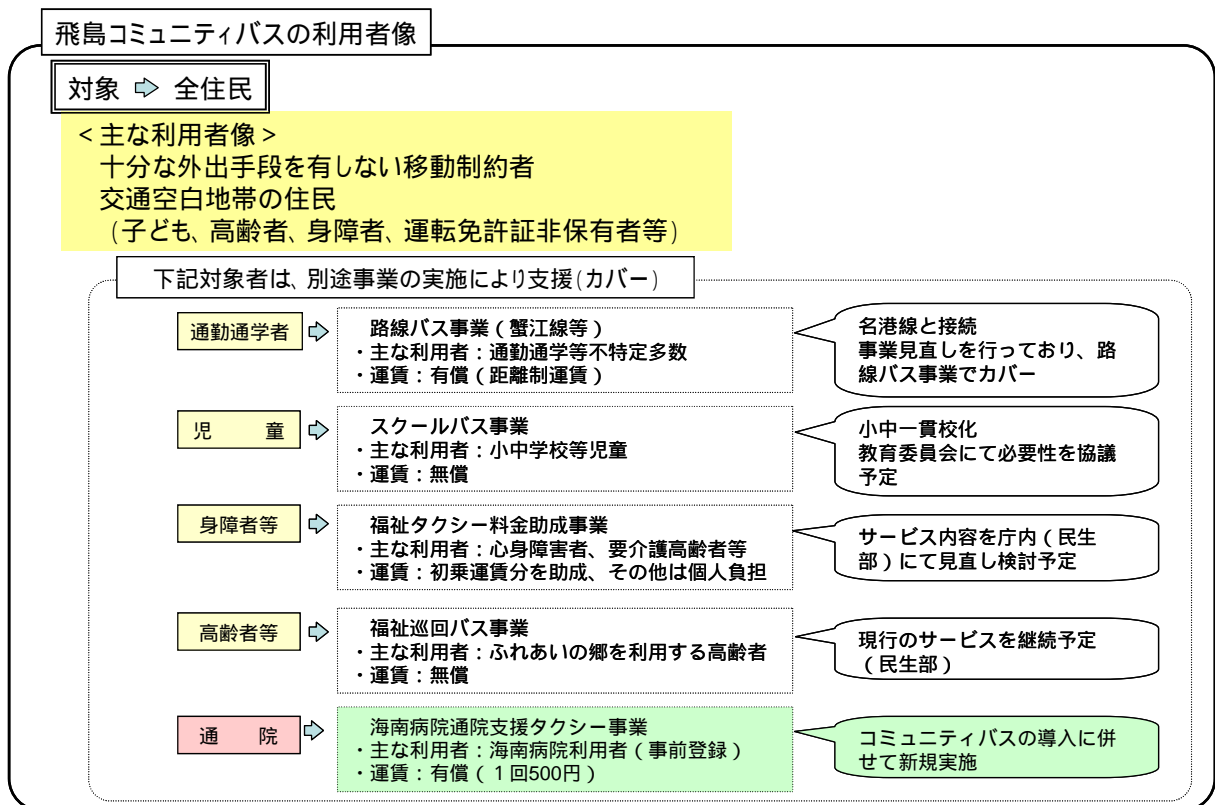 飛島コミュニティバスの利用者像
対象 ⇨ 全住民
<主な利用者像>
十分な外出手段を有しない移動制約者
交通空白地帯の住民
(子ども、高齢者、身障者、運転免許証非保有者等)
下記対象者は、別途事業の実施により支援(カバー)
通勤通学者
路線バス事業(蟹江線等)
・主な利用者:通勤通学等不特定多数
・運賃:有償(距離制運賃)
名港線と接続
事業見直しを行っており、路
線バス事業でカバー
児 童
スクールバス事業
・主な利用者:小中学校等児童
・運賃:無償
小中一貫校化
教育委員会にて必要性を協議
予定
身障者等
福祉タクシー料金助成事業
・主な利用者:心身障害者、要介護高齢者等
・運賃:初乗運賃分を助成、その他は個人負担
サービス内容を庁内(民生
部)にて見直し検討予定
高齢者等
福祉巡回バス事業
・主な利用者:ふれあいの郷を利用する高齢者
・運賃:無償
現行のサービスを継続予定
(民生部)
通 院
海南病院通院支援タクシー事業
・主な利用者:海南病院利用者(事前登録)
・運賃:有償(1回500円)
コミュニティバスの導入に併
せて新規実施